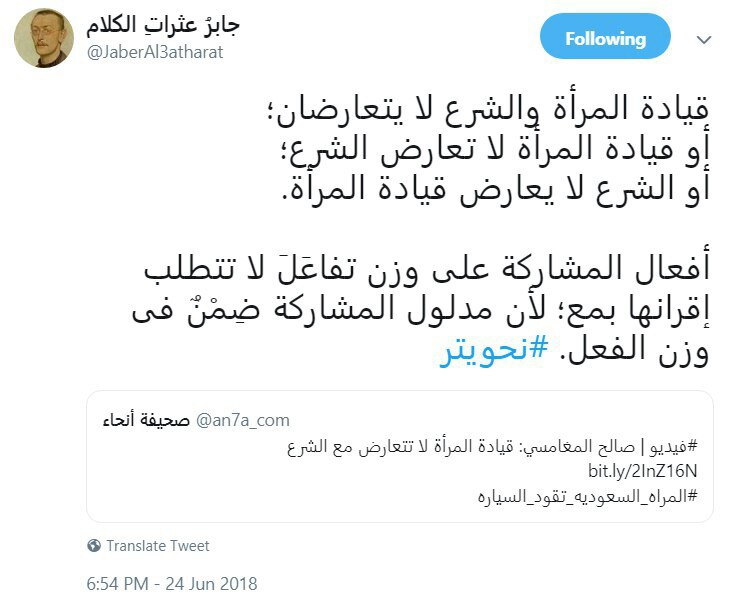 جابرُ عثراتِ الكلام
@JaberAl3atharat
Following
قيادة المرأة والشرع لا يتعارضان؛
أو قيادة المرأة لا تعارض الشرع؛
أو الشرع لا يعارض قيادة المرأة.
أفعال المشاركة على وزن تفاعَلَ لا تتطلب
إقرانها بمع؛ لأن مدلول المشاركة ضِمْنٌ فى
وزن الفعل. #نحويتر
صحيفة أنحاء @an7a_com
#فيديو | صالح المغامسي: قيادة المرأة لا تتعارض مع الشرع
bit.ly/2InZ16N
#المراه_السعوديه_تقود_السياره
Translate Tweet
6:54 PM - 24 Jun 2018